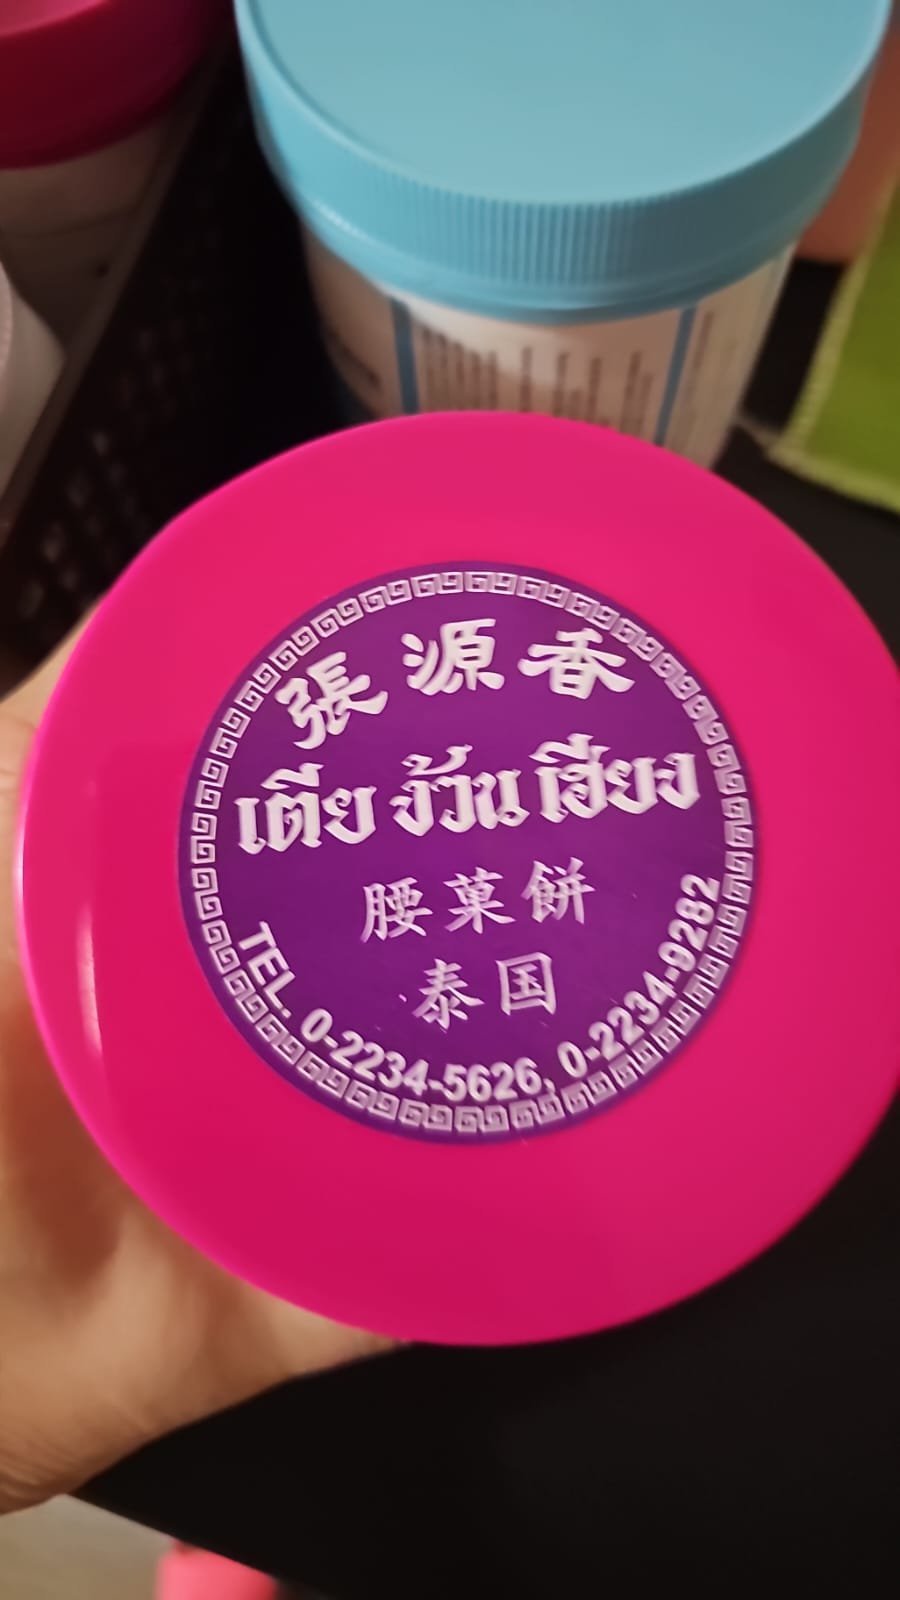 張源香
เตีย ง้วน เฮียง
腰菓餅
泰国
TEL. 0-2234-5626, 0-2234-9282